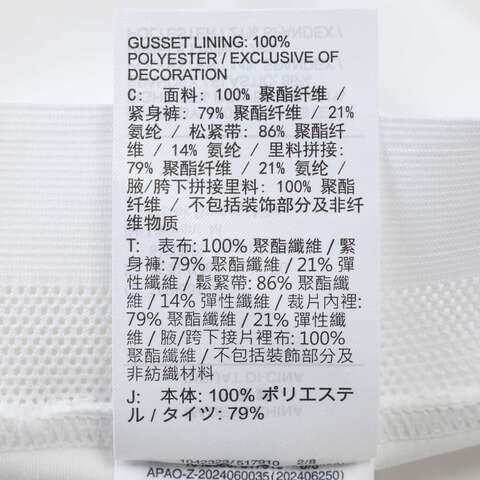 GUSSET LINING: 100%
POLYESTER / EXCLUSIVE OF
DECORATION
C: 面料: 100% 聚酯纤维 /
紧身裤: 79% 聚酯纤维 / 21%
氨纶 / 松紧带: 86% 聚酯纤
维 / 14% 氨纶 / 里料拼接:
79% 聚酯纤维 / 21% 氨纶 /
腋/胯下拼接里料: 100% 聚酯
纤维 / 不包括装饰部分及非纤
维物质
T: 表布: 100% 聚酯纖維 / 緊
身褲: 79% 聚酯纖維 / 21% 彈
性纖維 / 鬆緊帶: 86% 聚酯纖
維 / 14% 彈性纖維 / 裁片內裡:
79% 聚酯纖維 / 21% 彈性纖
維 / 腋/跨下接片裡布: 100%
聚酯纖維 / 不包括裝飾部分及
非紡織材料
J: 本体: 100% ポリエステ
ル / タイツ: 79%
2/8
APAO-Z-2024060035 (202406250)